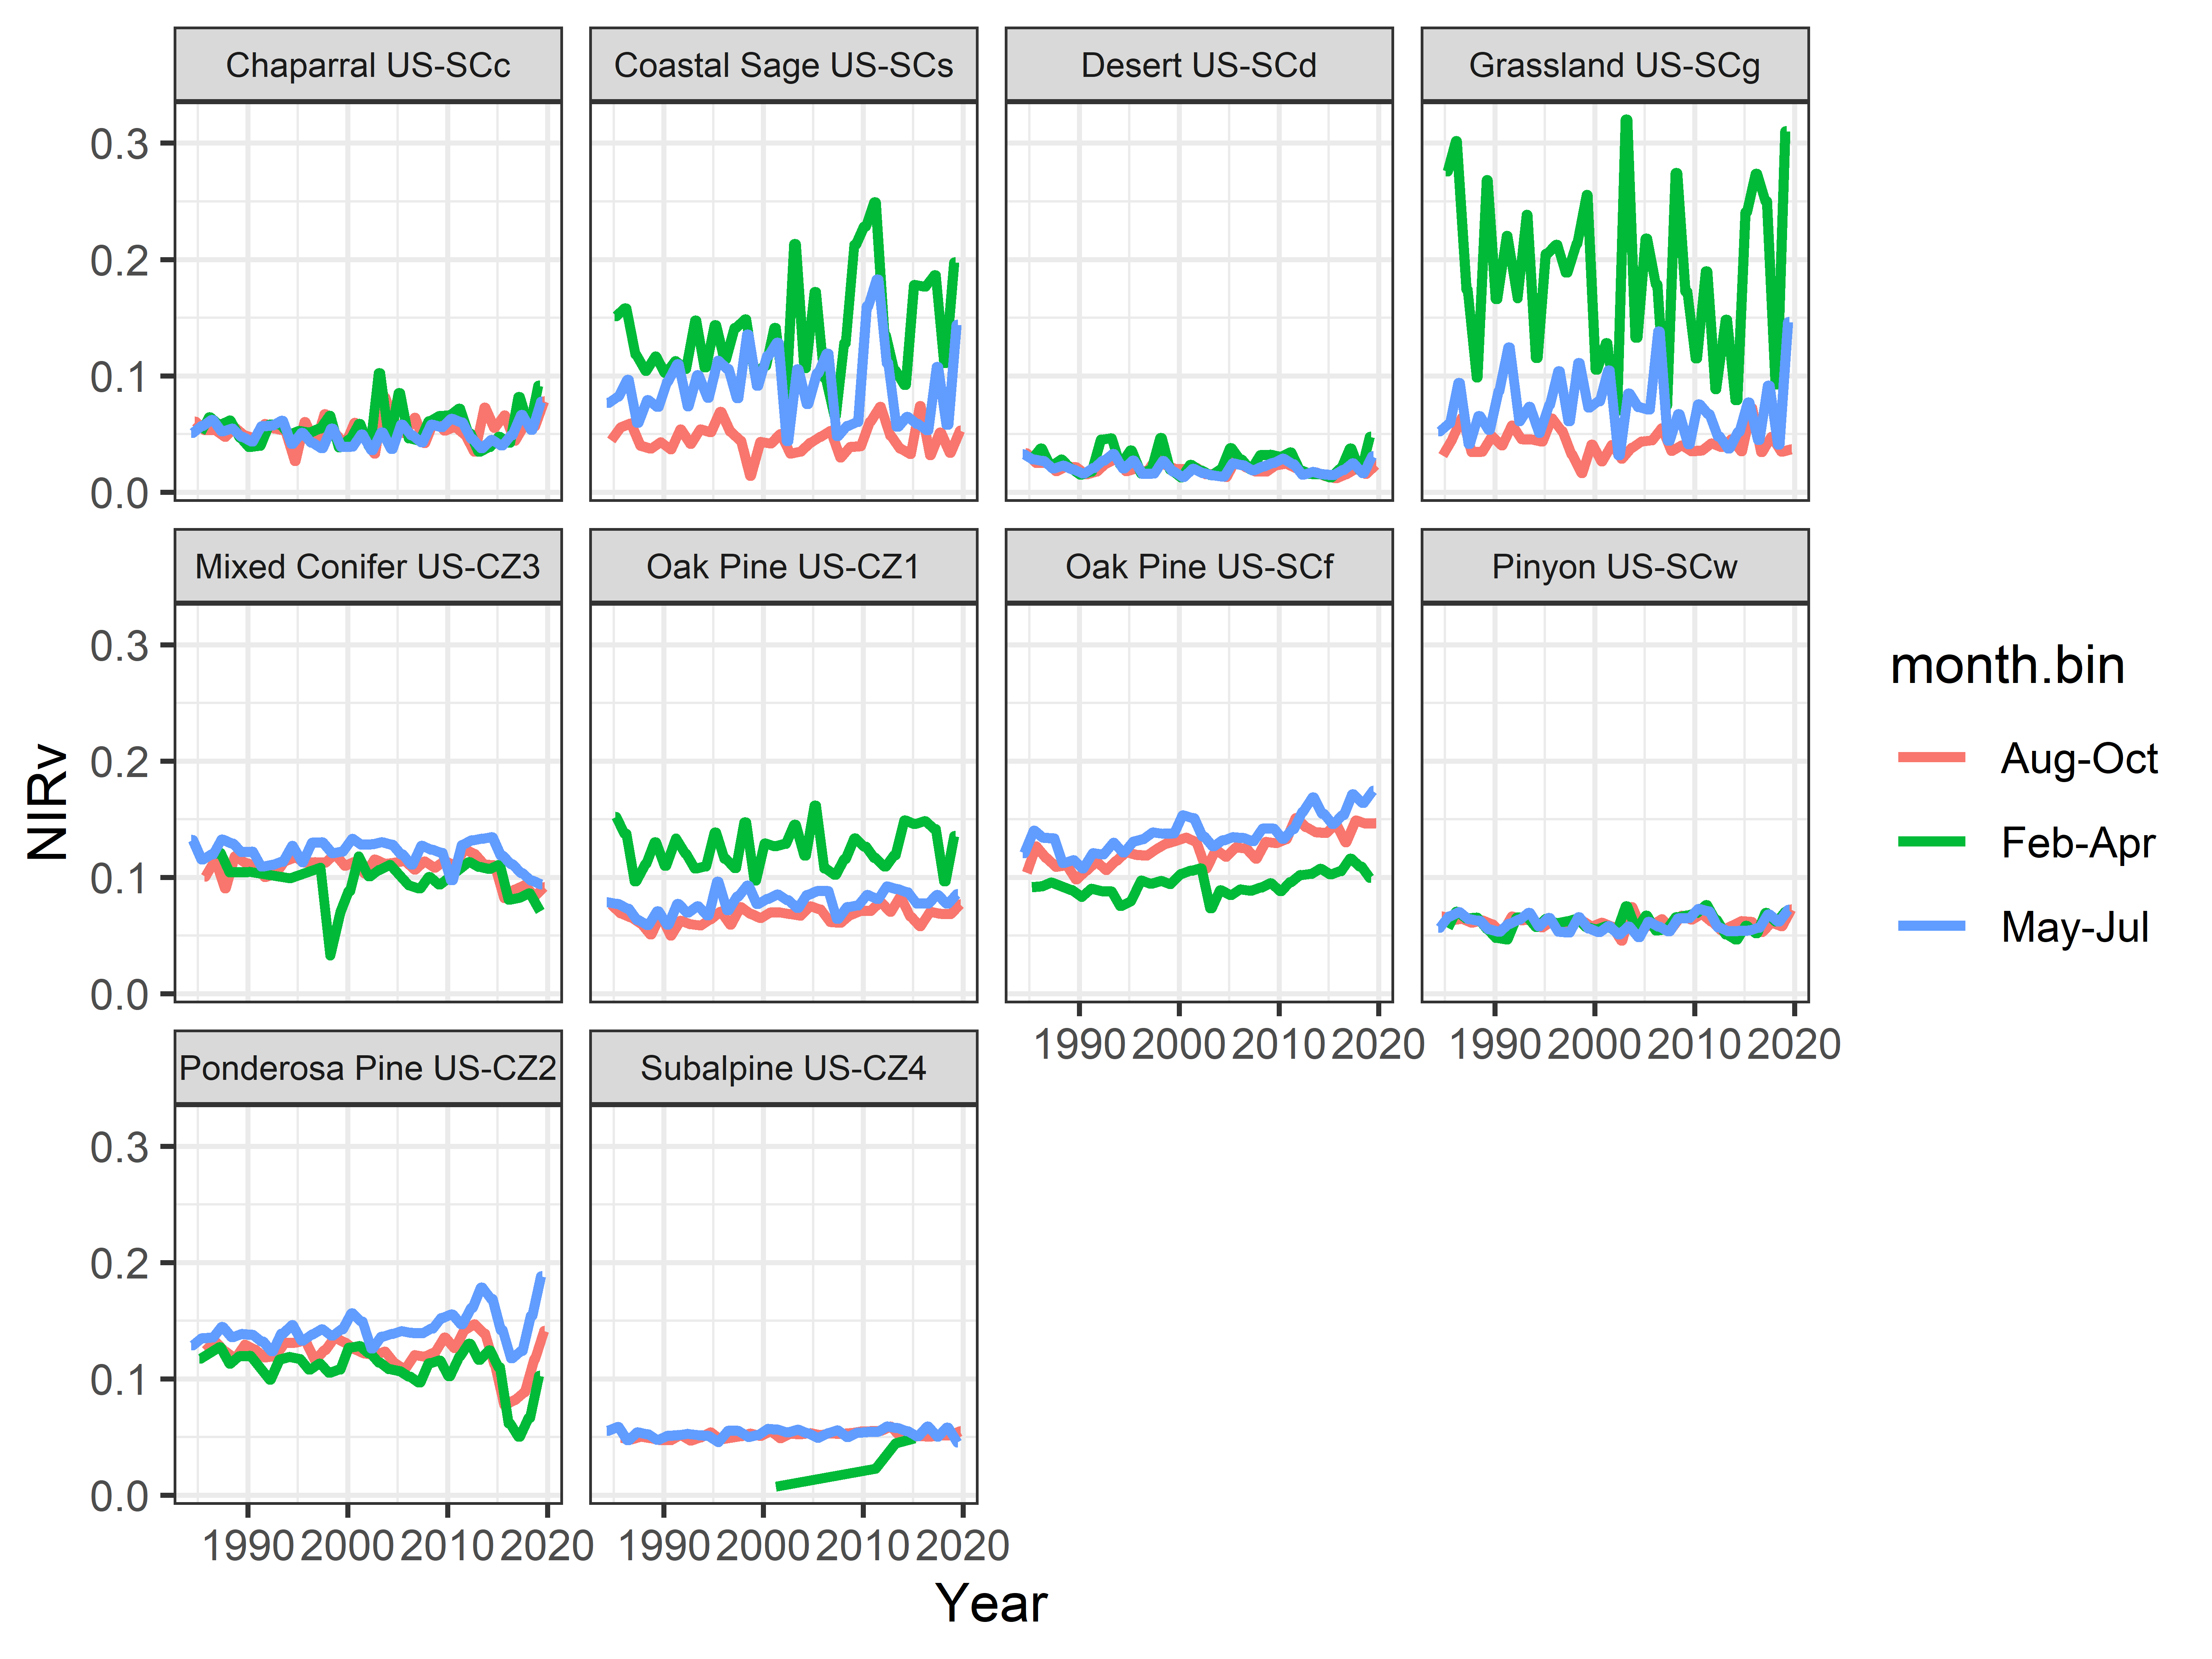 Chaparral US-SCc
Coastal Sage US-SCs
Desert US-SCd
Grassland US-SCg
0.3
0.2
0.1
0.0
Mixed Conifer US-CZ3
Oak Pine US-CZ1
Oak Pine US-SCf
Pinyon US-SCw
0.3
0.2
0.1
0.0
1990 2000 2010 2020
1990 2000 2010 2020
Ponderosa Pine US-CZ2
Subalpine US-CZ4
0.3
0.2
0.1
0.0
1990 2000 2010 2020
1990 2000 2010 2020
Year
NIRv
month.bin
Aug-Oct
Feb-Apr
May-Jul